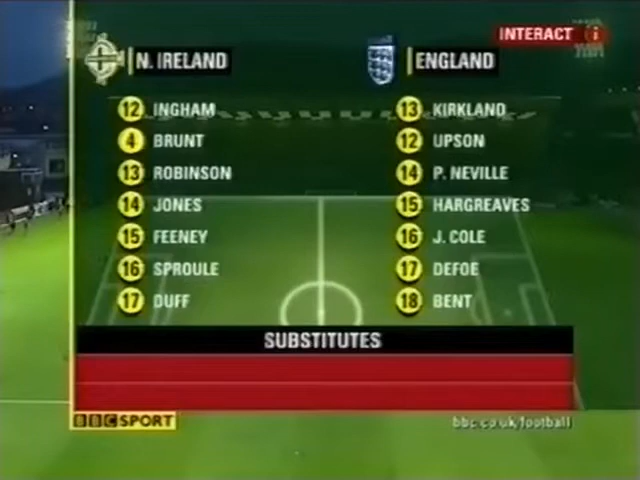 INTERACT i
N. IRELAND ENGLAND
12 INGHAM 13 KIRKLAND
4 BRUNT 12 UPSON
13 ROBINSON 14 P. NEVILLE
14 JONES 15 HARGREAVES
15 FEENEY 16 J. COLE
16 SPROULE 17 DEFOE
17 DUFF 18 BENT
SUBSTITUTES
BBC SPORT bbc.co.uk/football